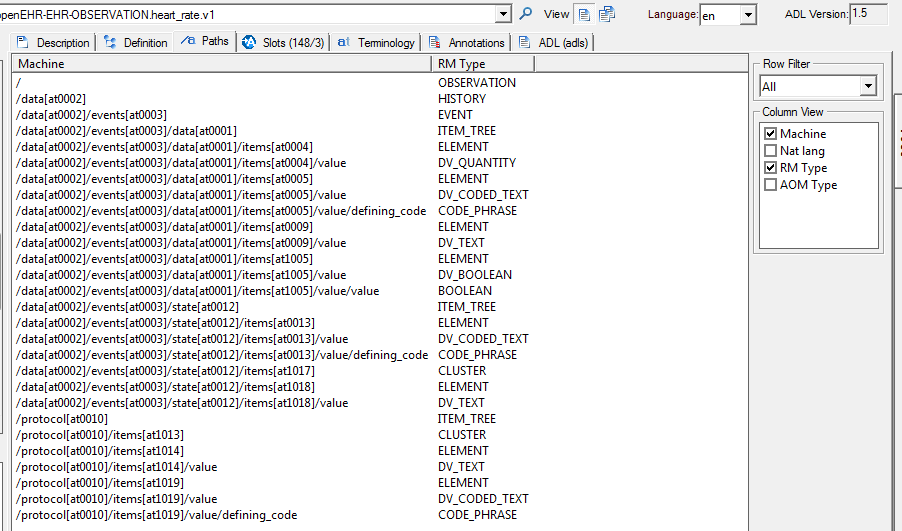 openEHR-EHR-OBSERVATION.heart_rate.v1 View Language: en ADL Version: 1.5
Description Definition Paths Slots (148/3) Terminology Annotations ADL (adls)
Machine RM Type
/ OBSERVATION
/data[at0002] HISTORY
/data[at0002]/events[at0003] EVENT
/data[at0002]/events[at0003]/data[at0001] ITEM_TREE
/data[at0002]/events[at0003]/data[at0001]/items[at0004] ELEMENT
/data[at0002]/events[at0003]/data[at0001]/items[at0004]/value DV_QUANTITY
/data[at0002]/events[at0003]/data[at0001]/items[at0005] ELEMENT
/data[at0002]/events[at0003]/data[at0001]/items[at0005]/value DV_CODED_TEXT
/data[at0002]/events[at0003]/data[at0001]/items[at0005]/value/defining_code CODE_PHRASE
/data[at0002]/events[at0003]/data[at0001]/items[at0009] ELEMENT
/data[at0002]/events[at0003]/data[at0001]/items[at0009]/value DV_TEXT
/data[at0002]/events[at0003]/data[at0001]/items[at1005] ELEMENT
/data[at0002]/events[at0003]/data[at0001]/items[at1005]/value DV_BOOLEAN
/data[at0002]/events[at0003]/data[at0001]/items[at1005]/value/value BOOLEAN
/data[at0002]/events[at0003]/state[at0012] ITEM_TREE
/data[at0002]/events[at0003]/state[at0012]/items[at0013] ELEMENT
/data[at0002]/events[at0003]/state[at0012]/items[at0013]/value DV_CODED_TEXT
/data[at0002]/events[at0003]/state[at0012]/items[at0013]/value/defining_code CODE_PHRASE
/data[at0002]/events[at0003]/state[at0012]/items[at1017] CLUSTER
/data[at0002]/events[at0003]/state[at0012]/items[at1018] ELEMENT
/data[at0002]/events[at0003]/state[at0012]/items[at1018]/value DV_TEXT
/protocol[at0010] ITEM_TREE
/protocol[at0010]/items[at1013] CLUSTER
/protocol[at0010]/items[at1014] ELEMENT
/protocol[at0010]/items[at1014]/value DV_TEXT
/protocol[at0010]/items[at1019] ELEMENT
/protocol[at0010]/items[at1019]/value DV_CODED_TEXT
/protocol[at0010]/items[at1019]/value/defining_code CODE_PHRASE
Row Filter
All
Column View
Machine
Nat lang
RM Type
AOM Type